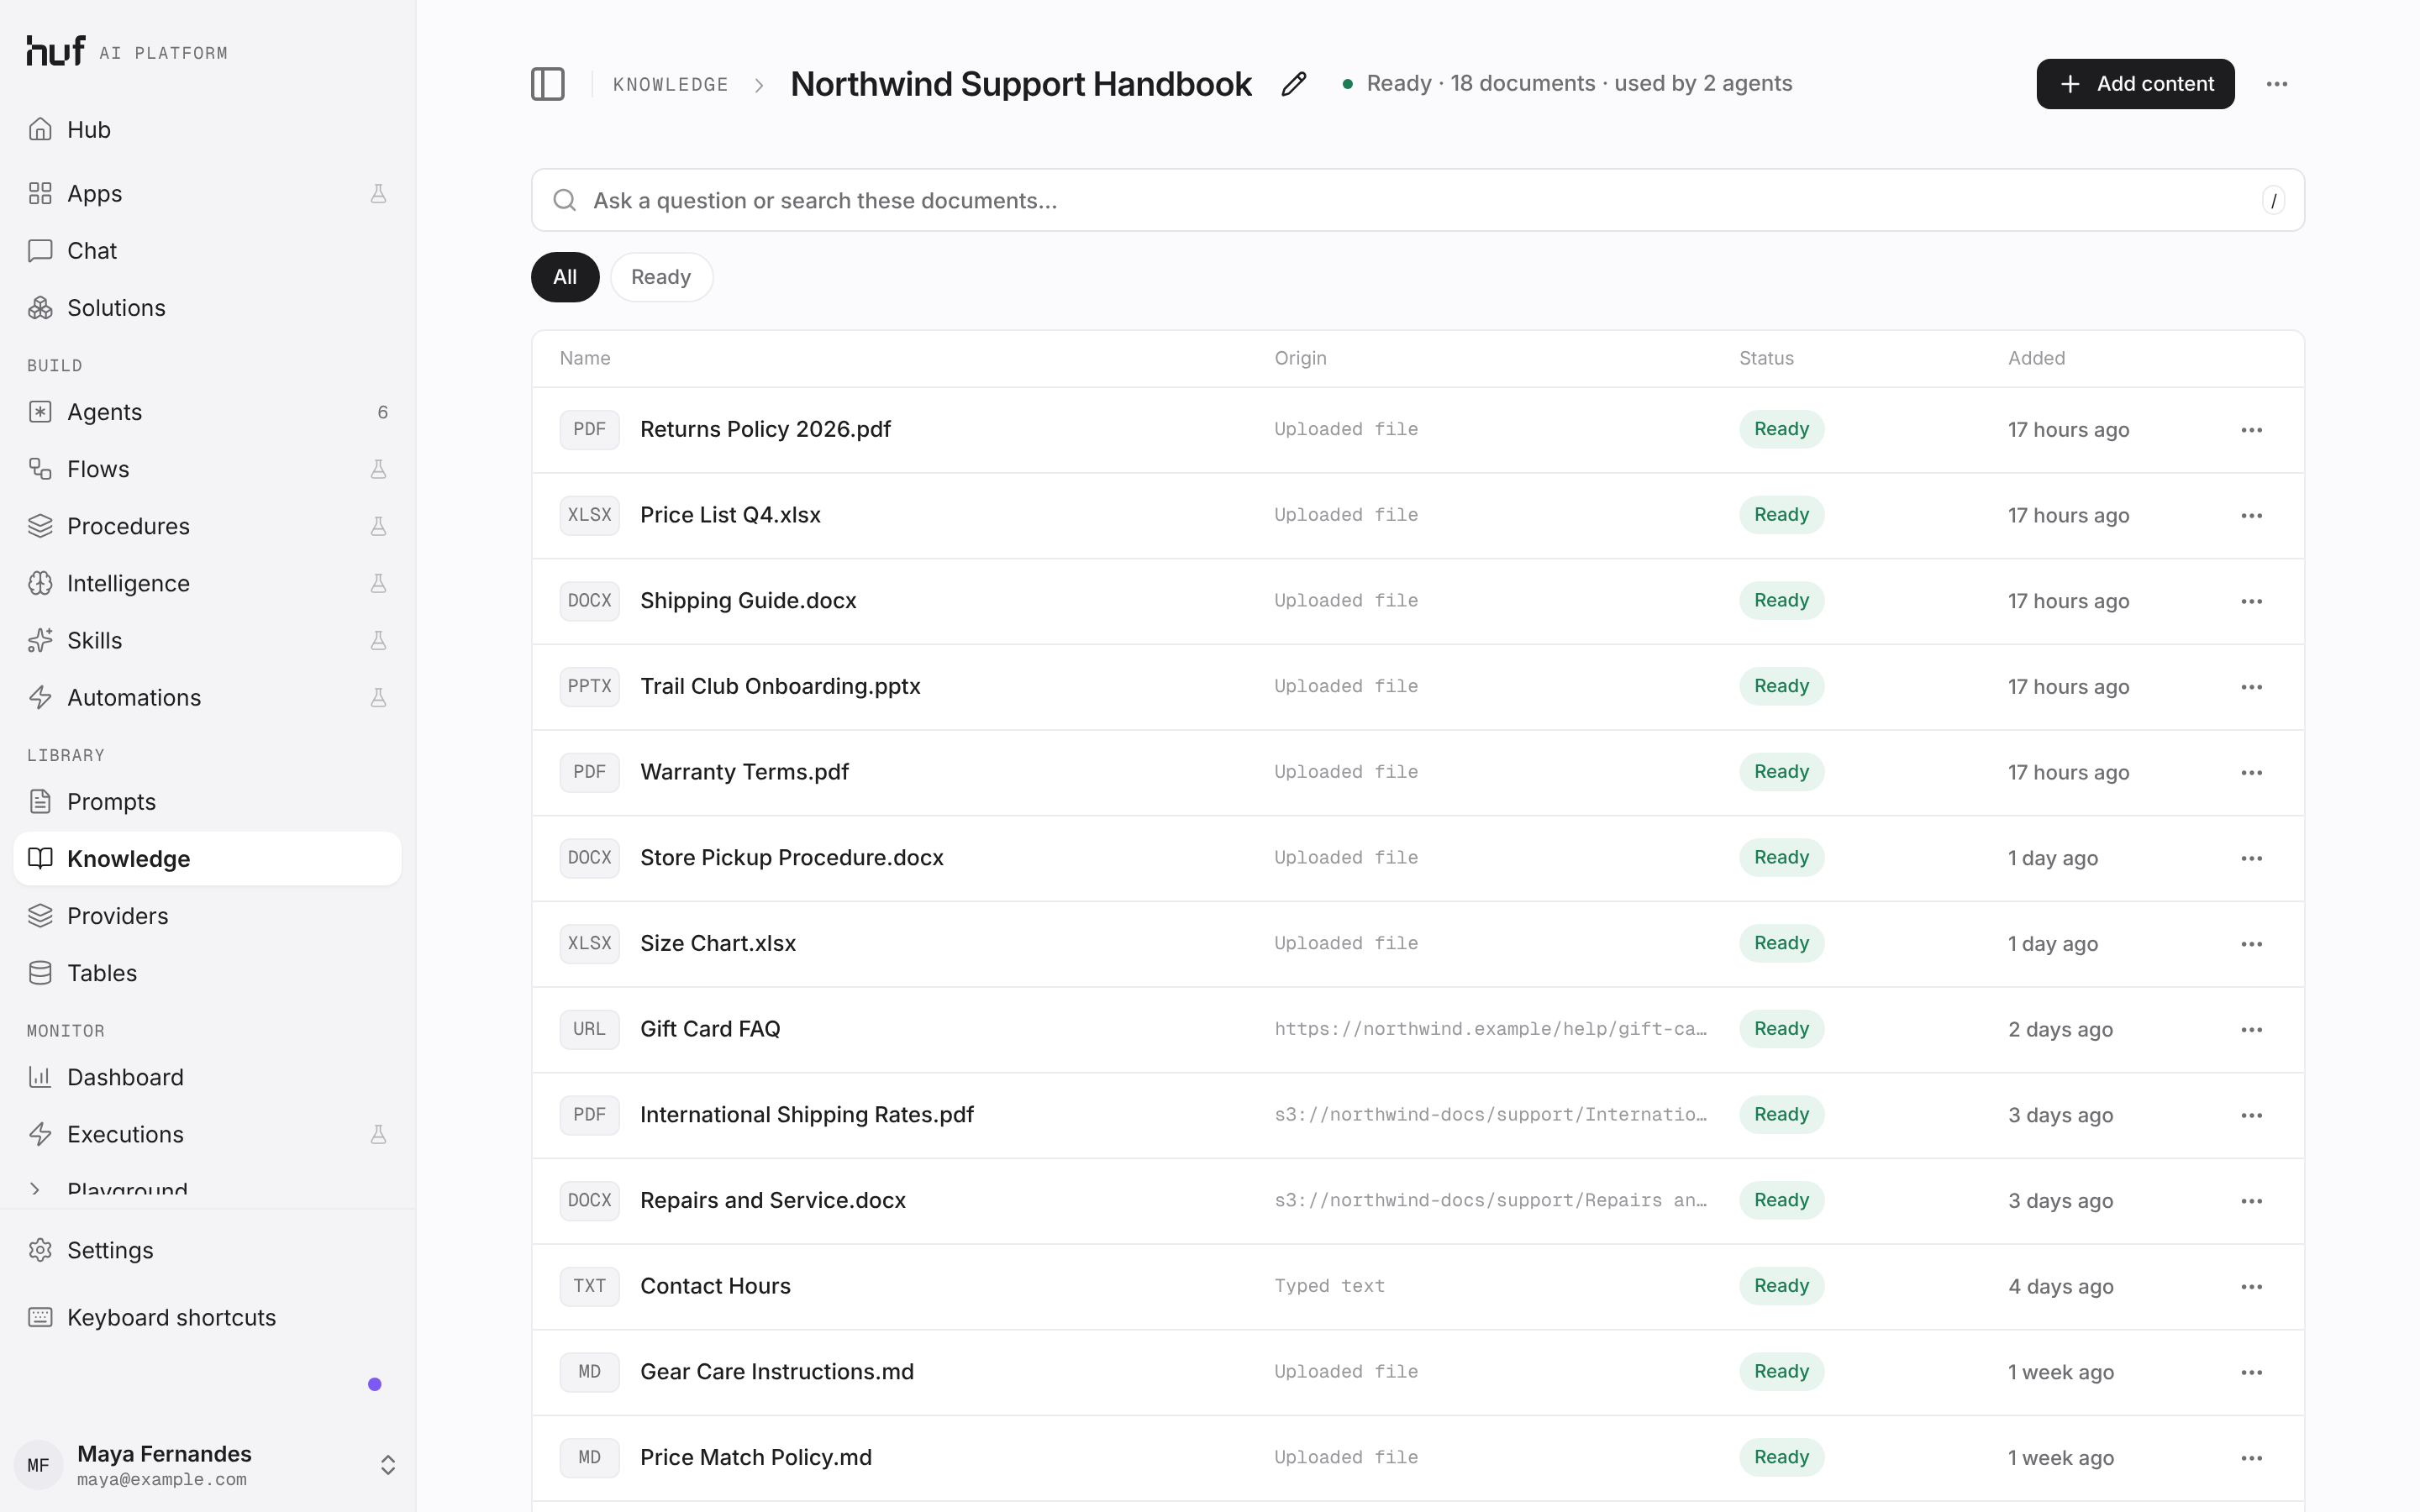 huf AI PLATFORM
Hub
Apps
Chat
Solutions
BUILD
Agents 6
Flows
Procedures
Intelligence
Skills
Automations
LIBRARY
Prompts
Knowledge
Providers
Tables
MONITOR
Dashboard
Executions
Playground
Settings
Keyboard shortcuts
MF Maya Fernandes
maya@example.com
KNOWLEDGE > Northwind Support Handbook Ready · 18 documents · used by 2 agents + Add content ...
Ask a question or search these documents... /
All Ready
Name Origin Status Added
PDF Returns Policy 2026.pdf Uploaded file Ready 17 hours ago
XLSX Price List Q4.xlsx Uploaded file Ready 17 hours ago
DOCX Shipping Guide.docx Uploaded file Ready 17 hours ago
PPTX Trail Club Onboarding.pptx Uploaded file Ready 17 hours ago
PDF Warranty Terms.pdf Uploaded file Ready 17 hours ago
DOCX Store Pickup Procedure.docx Uploaded file Ready 1 day ago
XLSX Size Chart.xlsx Uploaded file Ready 1 day ago
URL Gift Card FAQ https://northwind.example/help/gift-ca… Ready 2 days ago
PDF International Shipping Rates.pdf s3://northwind-docs/support/Internatio… Ready 3 days ago
DOCX Repairs and Service.docx s3://northwind-docs/support/Repairs an… Ready 3 days ago
TXT Contact Hours Typed text Ready 4 days ago
MD Gear Care Instructions.md Uploaded file Ready 1 week ago
MD Price Match Policy.md Uploaded file Ready 1 week ago